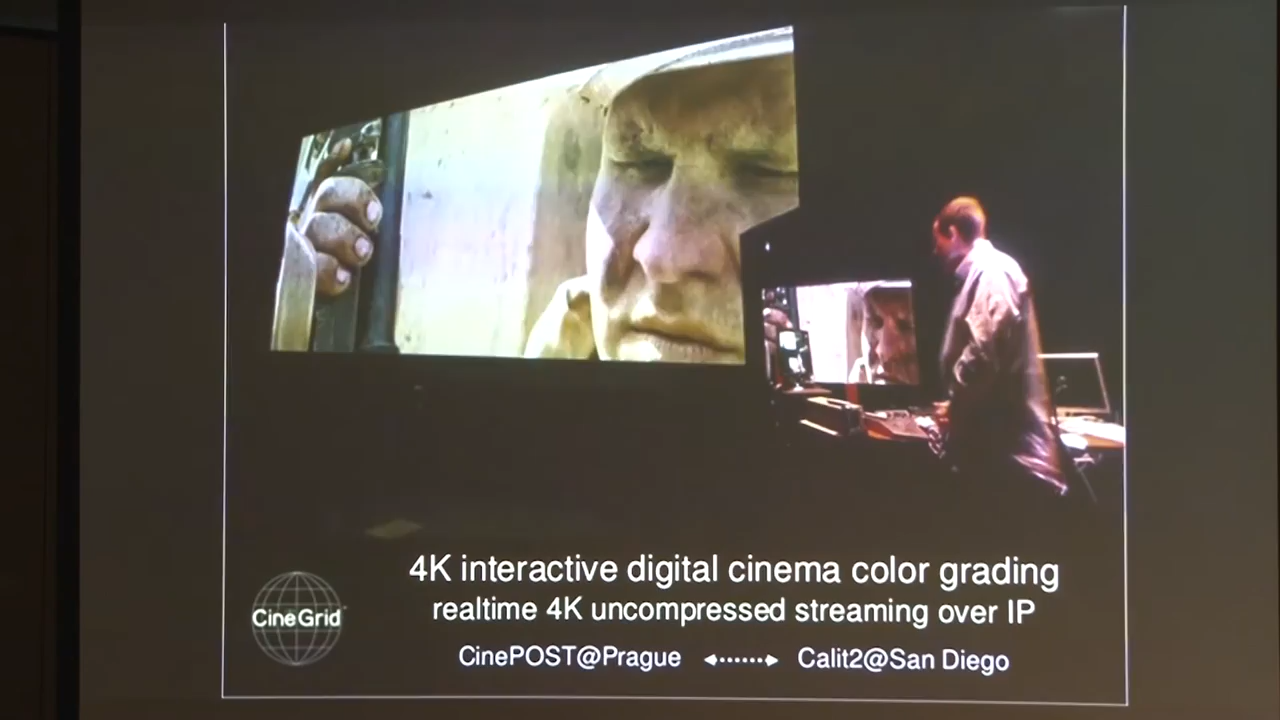 4K interactive digital cinema color grading
realtime 4K uncompressed streaming over IP
CineGrid
CinePOST@Prague
Calit2@San Diego